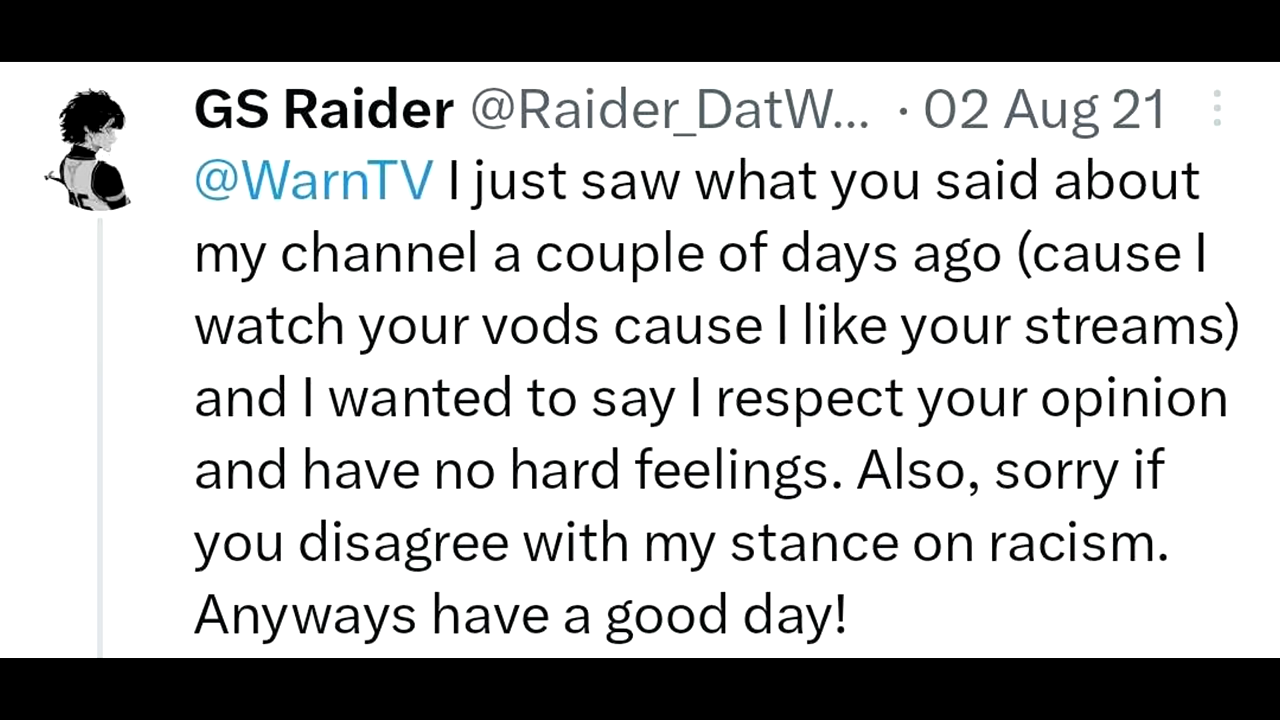 GS Raider @Raider_DatW... · 02 Aug 21
@WarnTV I just saw what you said about
my channel a couple of days ago (cause I
watch your vods cause I like your streams)
and I wanted to say I respect your opinion
and have no hard feelings. Also, sorry if
you disagree with my stance on racism.
Anyways have a good day!